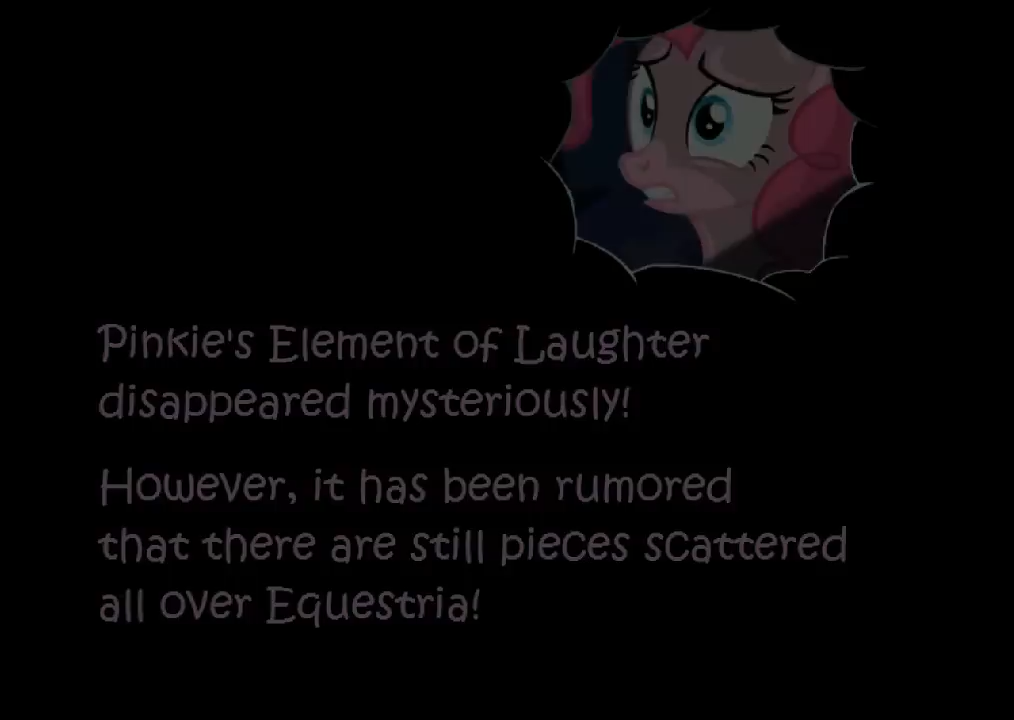 Pinkie's Element of Laughter
disappeared mysteriously!
However, it has been rumored
that there are still pieces scattered
all over Equestria!